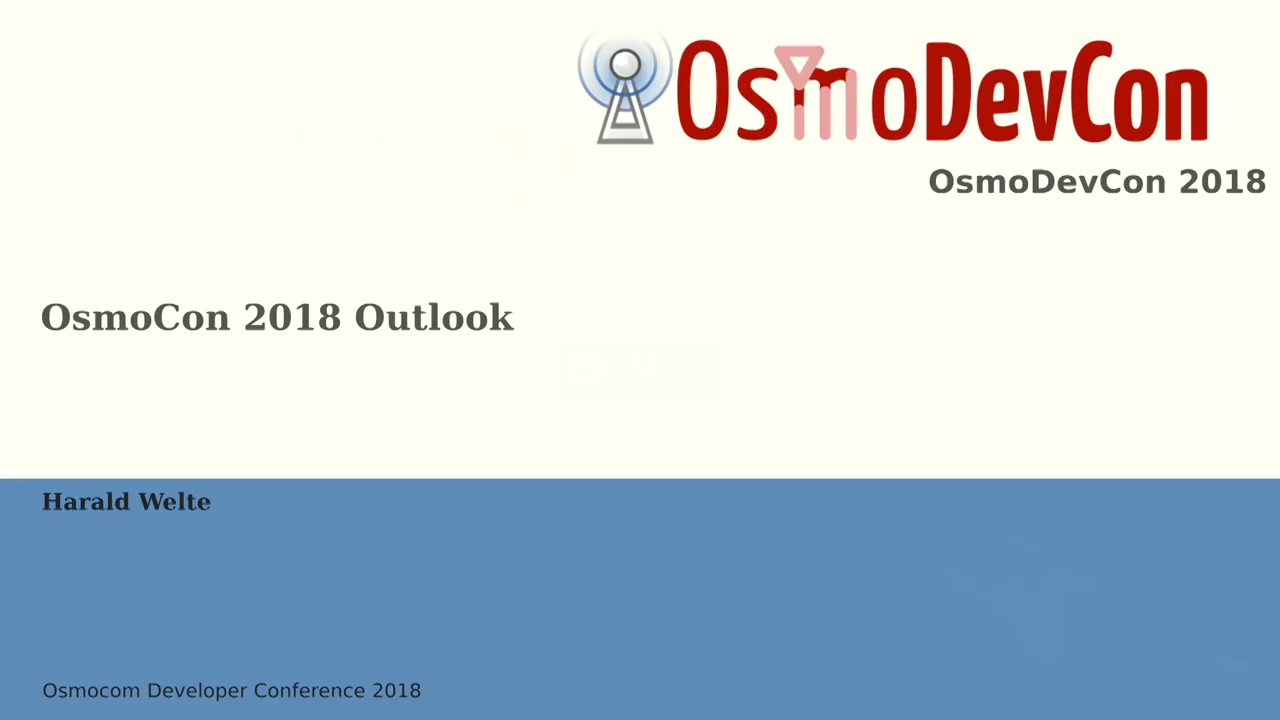 OsmoDevCon
OsmoDevCon 2018
OsmoCon 2018 Outlook
Harald Welte
Osmocom Developer Conference 2018